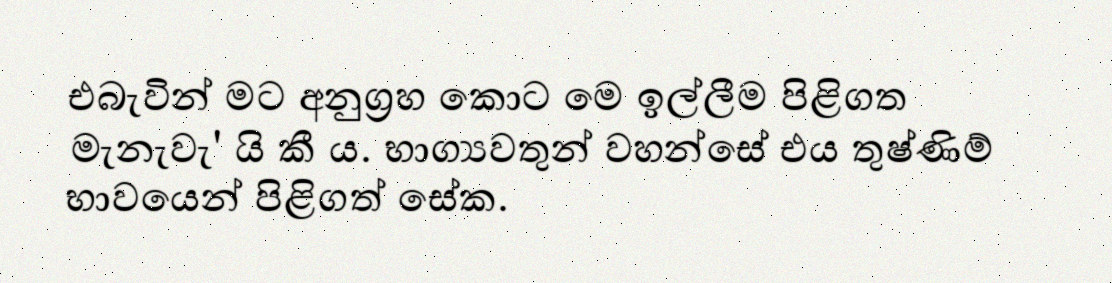 එබැවින් මට අනුග්‍රහ කොට මෙ ඉල්ලීම පිළිගත
මැනැවැ' යි කී ය. භාග්‍යවතුන් වහන්සේ එය තුෂ්ණිම්
භාවයෙන් පිළිගත් සේක.